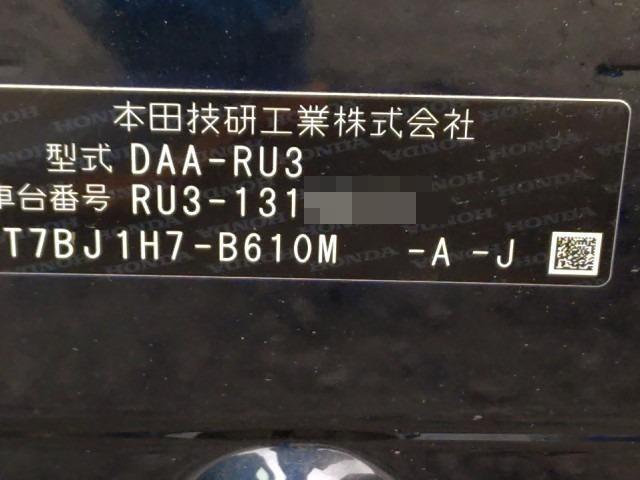 本田技研工業株式会社
型式 DAA-RU3
車台番号 RU3-131
T7BJ1H7-B610M -A -J